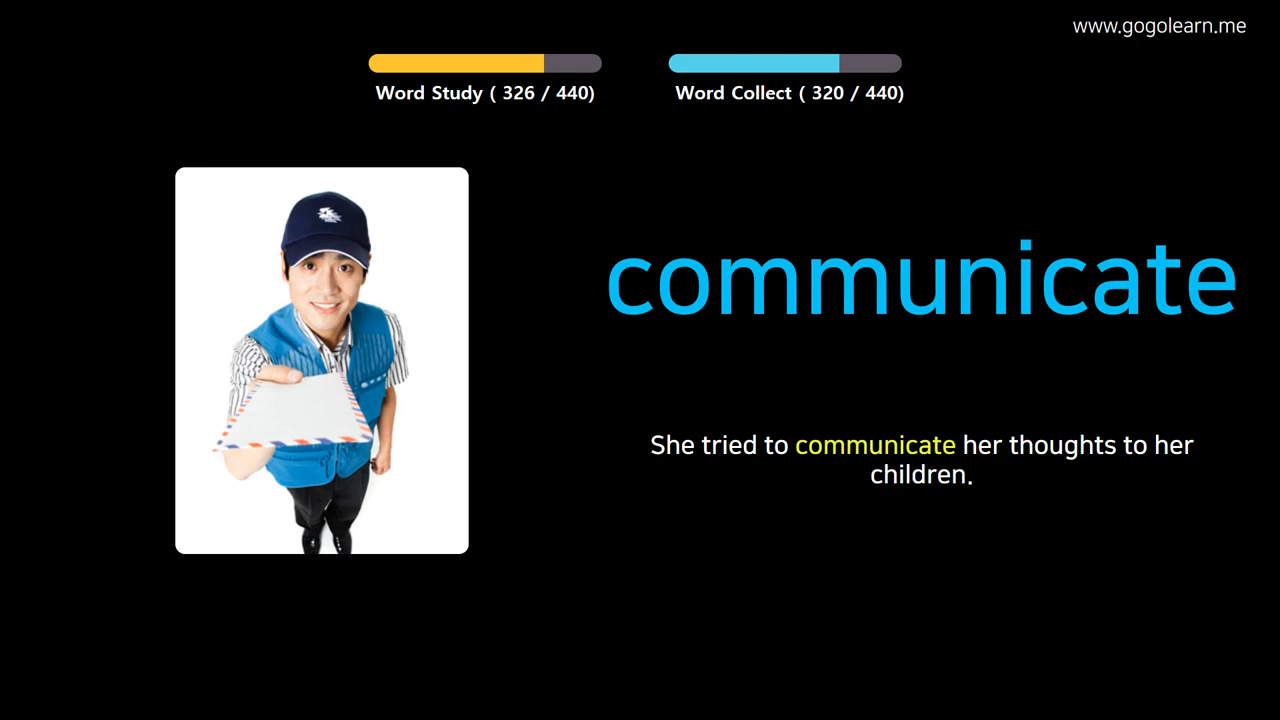 www.gogolearn.me
Word Study ( 326 / 440)
Word Collect ( 320 / 440)
communicate
She tried to communicate her thoughts to her
children.